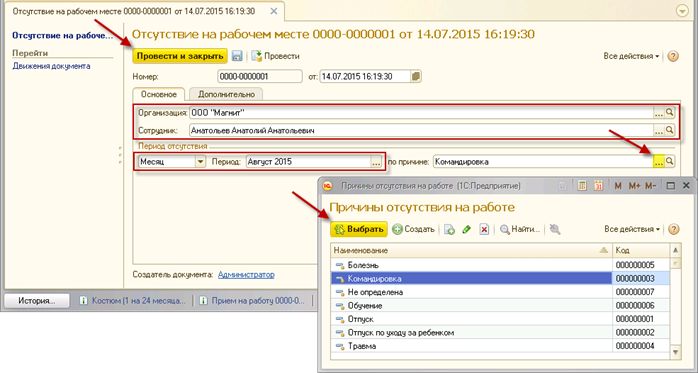 Отсутствие на рабочем месте 0000-0000001 от 14.07.2015 16:19:30
Отсутствие на рабоче...
Перейти
Движения документа
Отсутствие на рабочем месте 0000-0000001 от 14.07.2015 16:19:30
Провести и закрыть Провести Все действия
Номер: 0000-0000001 от: 14.07.2015 16:19:30
Основное Дополнительно
Организация: ООО "Магнит" ...
Сотрудник: Анатольев Анатолий Анатольевич ...
Период отсутствия
Месяц Период: Август 2015 ... по причине: Командировка ...
Создатель документа: Администратор
История... Костюм (1 на 24 месяца... Прием на работу 0000-0...
Причины отсутствия на работе (1С:Предприятие) M M+ M-
Причины отсутствия на работе
Выбрать Создать Найти... Все действия
Наименование Код
Болезнь 000000005
Командировка 000000003
Не определена 000000007
Обучение 000000006
Отпуск 000000001
Отпуск по уходу за ребенком 000000002
Травма 000000004